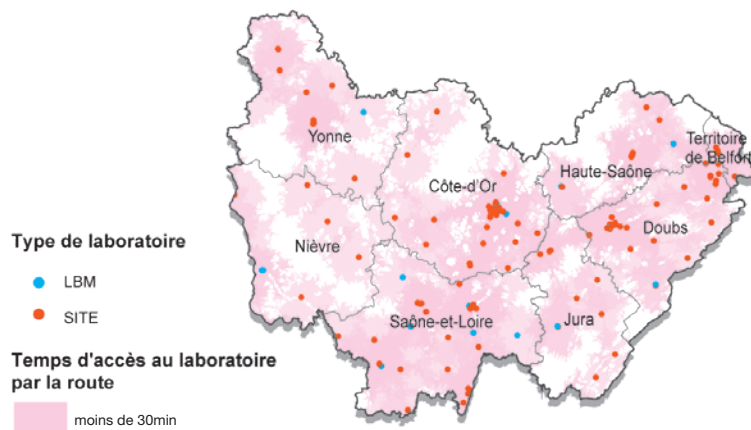 Yonne
Territoire
de Belfort
Haute-Saône
Côte-d'Or
Doubs
Nièvre
Type de laboratoire
LBM
SITE
Saône-et-Loire
Jura
Temps d'accès au laboratoire
par la route
moins de 30min